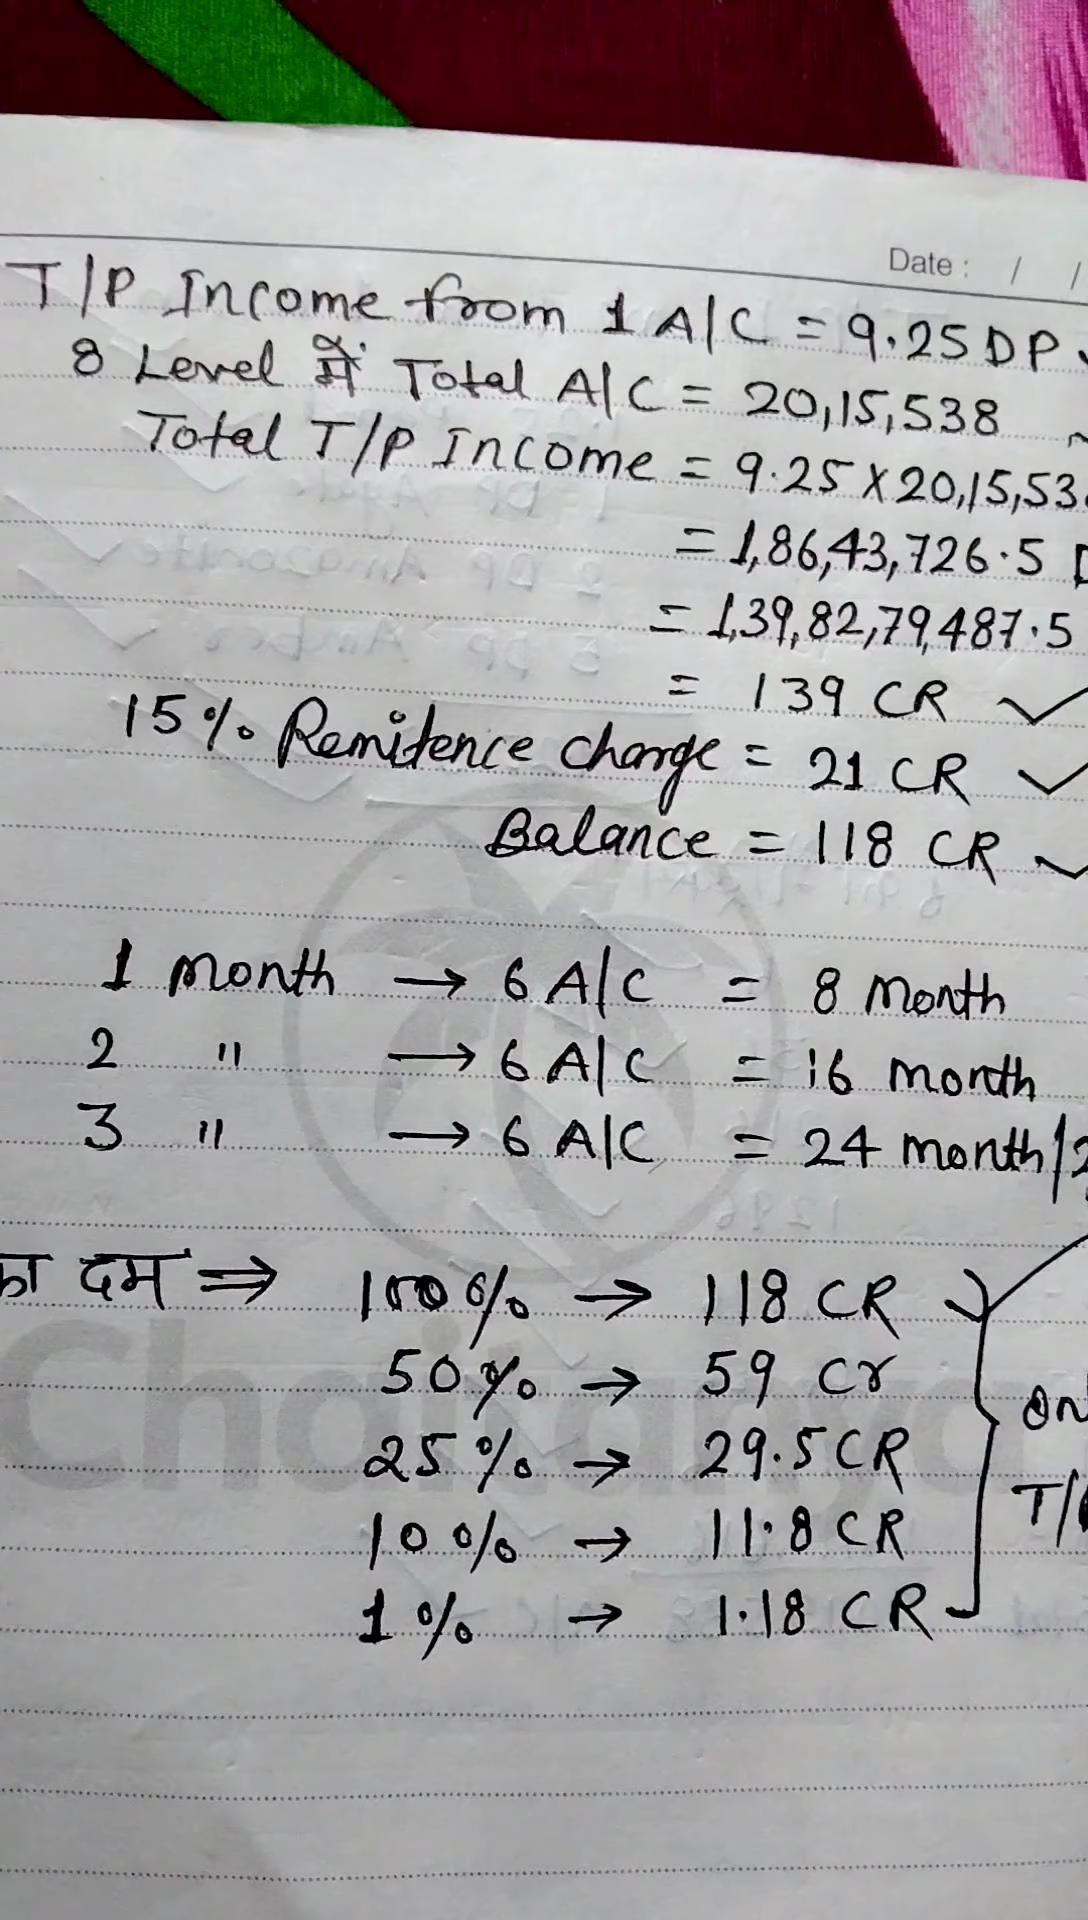 Date : / /
T/P Income from 1 A/C = 9.25 DP
8 Level में Total A/C = 20,15,538
Total T/P Income = 9.25 X 20,15,53
= 1,86,43,726.5
= 1,39,82,79,487.5
= 139 CR ✓
15% Remitence charge = 21 CR ✓
Balance = 118 CR ✓
1 month → 6 A/C = 8 month
2 " → 6 A/C = 16 month
3 " → 6 A/C = 24 month/2
का दम ⇒ 100% → 118 CR
50% → 59 Cr
25% → 29.5 CR
10% → 11.8 CR
1% → 1.18 CR
on
T/